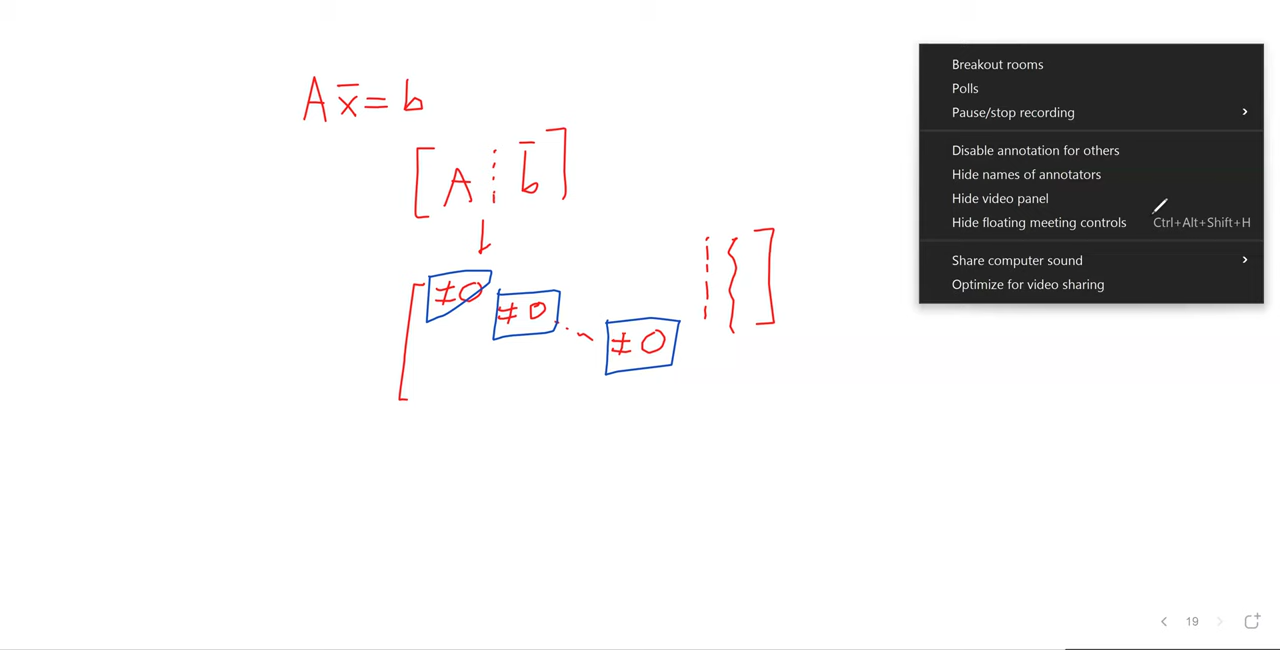 A x̄ = b
[ A ⋮ b̄ ]
↓
[ ≠0 ≠0 ⋱ ≠0 ⋮ { ]
Breakout rooms
Polls
Pause/stop recording
Disable annotation for others
Hide names of annotators
Hide video panel
Hide floating meeting controls Ctrl+Alt+Shift+H
Share computer sound
Optimize for video sharing
19